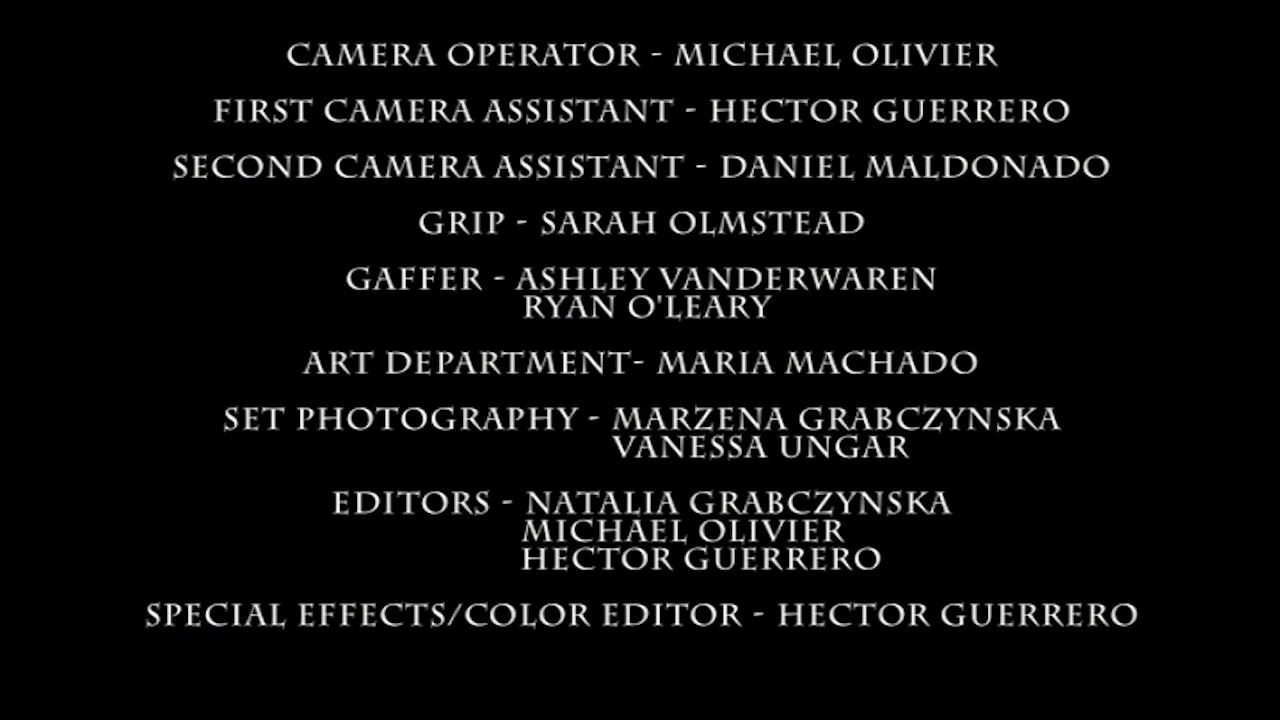 CAMERA OPERATOR - MICHAEL OLIVIER
FIRST CAMERA ASSISTANT - HECTOR GUERRERO
SECOND CAMERA ASSISTANT - DANIEL MALDONADO
GRIP - SARAH OLMSTEAD
GAFFER - ASHLEY VANDERWAREN
RYAN O'LEARY
ART DEPARTMENT- MARIA MACHADO
SET PHOTOGRAPHY - MARZENA GRABCZYNSKA
VANESSA UNGAR
EDITORS - NATALIA GRABCZYNSKA
MICHAEL OLIVIER
HECTOR GUERRERO
SPECIAL EFFECTS/COLOR EDITOR - HECTOR GUERRERO